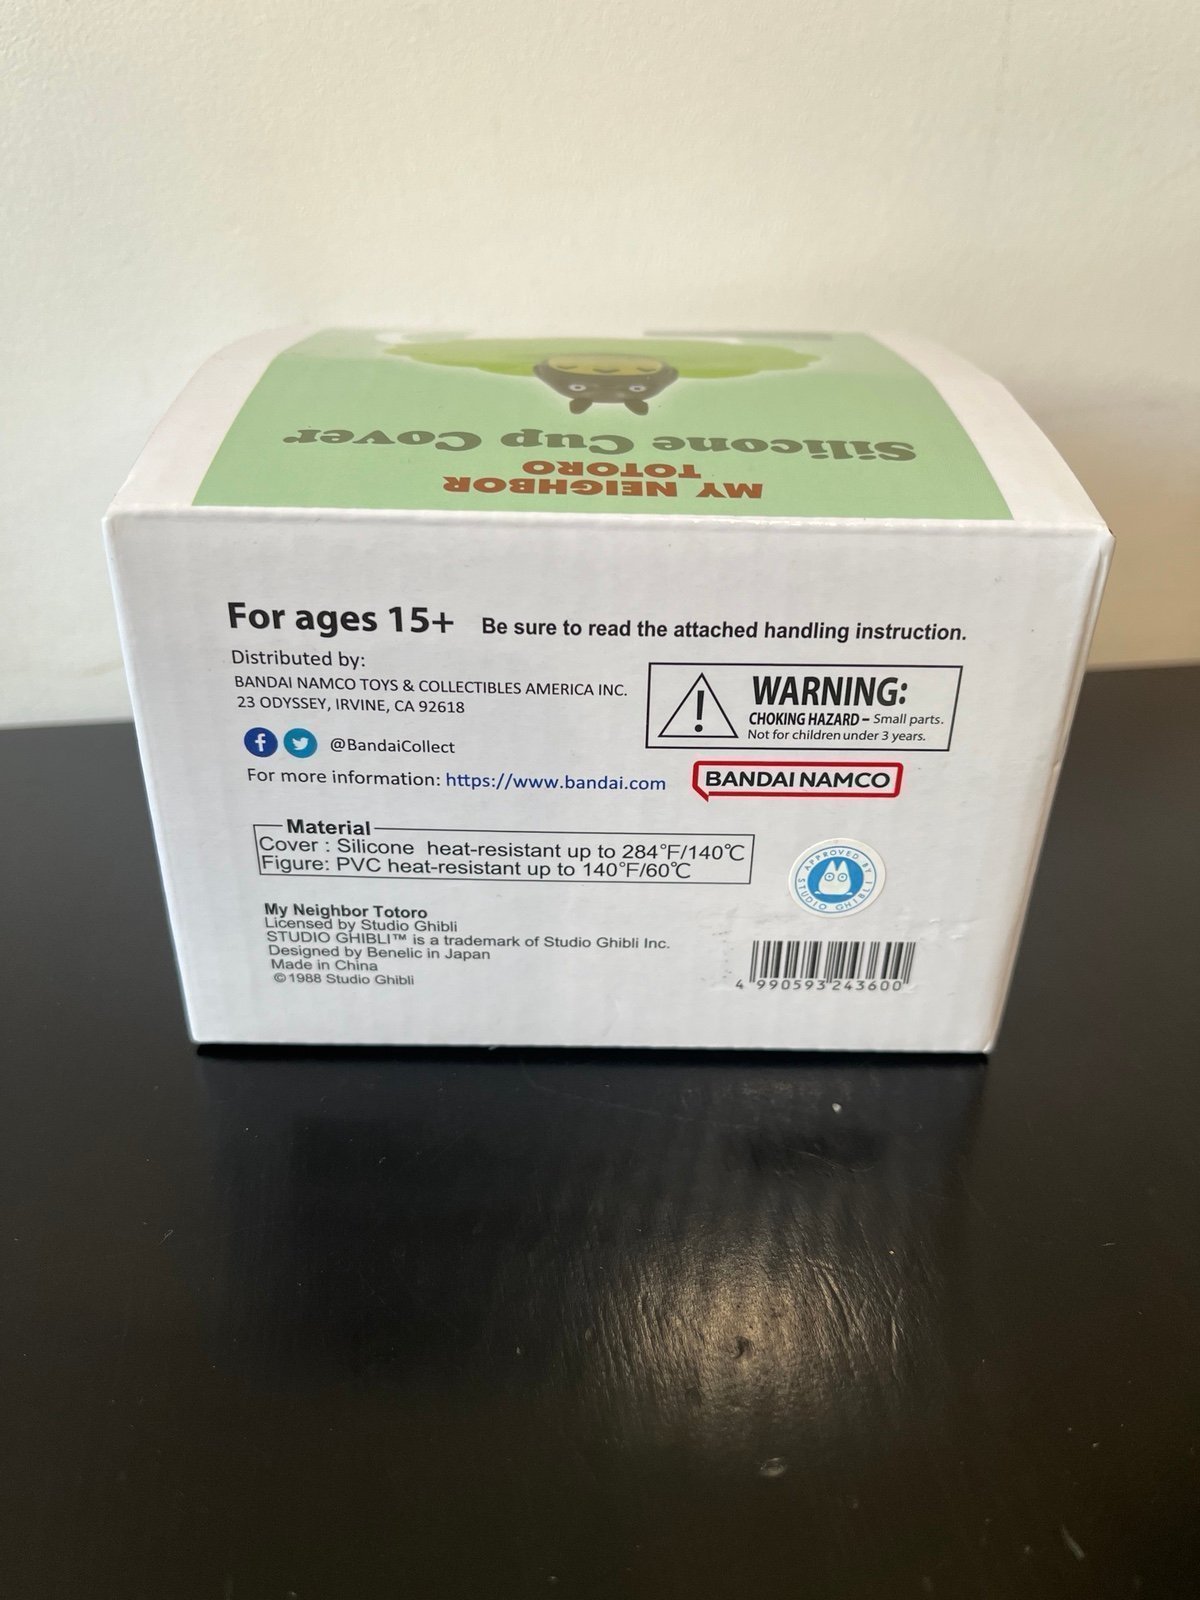 MY NEIGHBOR
TOTORO
Silicone Cup Cover
For ages 15+ Be sure to read the attached handling instruction.
Distributed by:
BANDAI NAMCO TOYS & COLLECTIBLES AMERICA INC.
23 ODYSSEY, IRVINE, CA 92618
@BandaiCollect
For more information: https://www.bandai.com
WARNING:
CHOKING HAZARD – Small parts.
Not for children under 3 years.
BANDAI NAMCO
Material
Cover : Silicone heat-resistant up to 284°F/140℃
Figure: PVC heat-resistant up to 140°F/60℃
APPROVED BY STUDIO GHIBLI
My Neighbor Totoro
Licensed by Studio Ghibli
STUDIO GHIBLI™ is a trademark of Studio Ghibli Inc.
Designed by Benelic in Japan
Made in China
©1988 Studio Ghibli
4 990593 243600